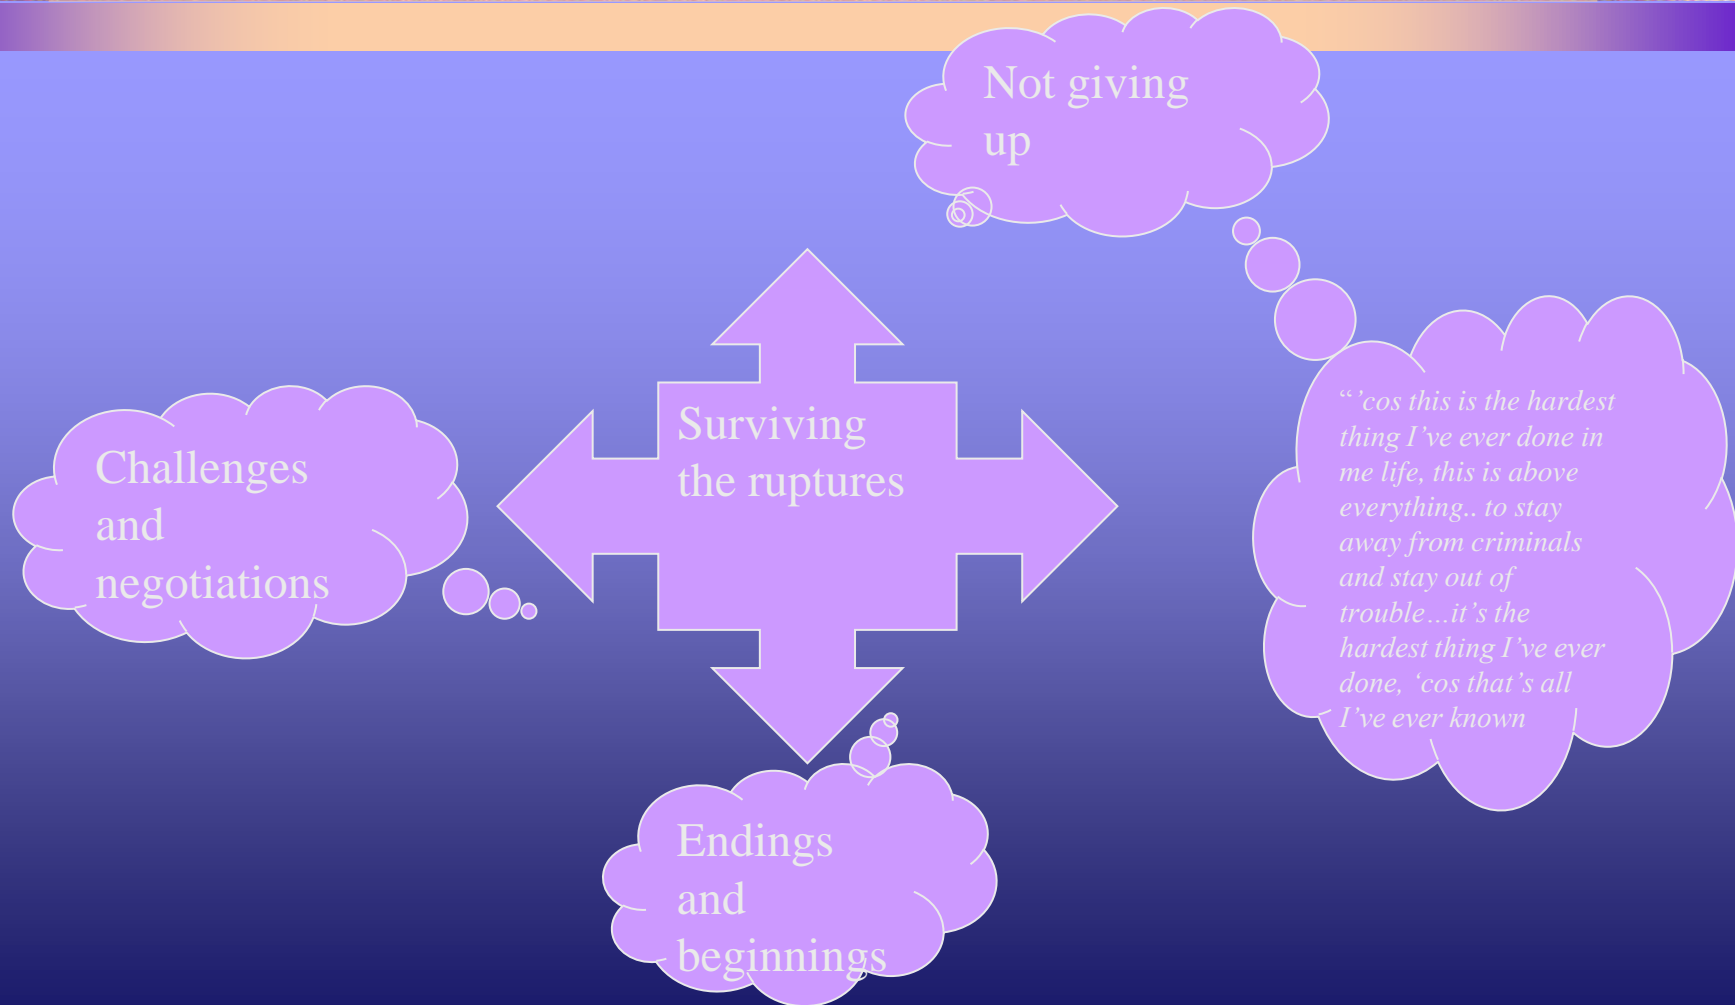 Not giving
up
Surviving
the ruptures
Challenges
and
negotiations
“’cos this is the hardest
thing I’ve ever done in
me life, this is above
everything.. to stay
away from criminals
and stay out of
trouble…it’s the
hardest thing I’ve ever
done, ‘cos that’s all
I’ve ever known
Endings
and
beginnings